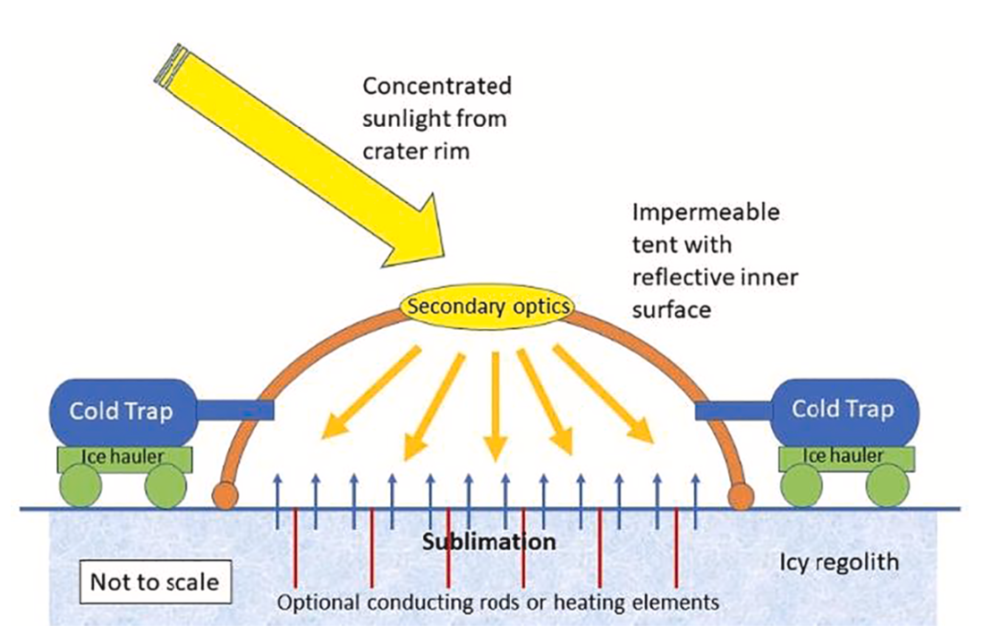 Concentrated
sunlight from
crater rim
Impermeable
tent with
reflective inner
surface
Secondary optics
Cold Trap
Ice hauler
Cold Trap
Ice hauler
Sublimation
Icy regolith
Not to scale
Optional conducting rods or heating elements